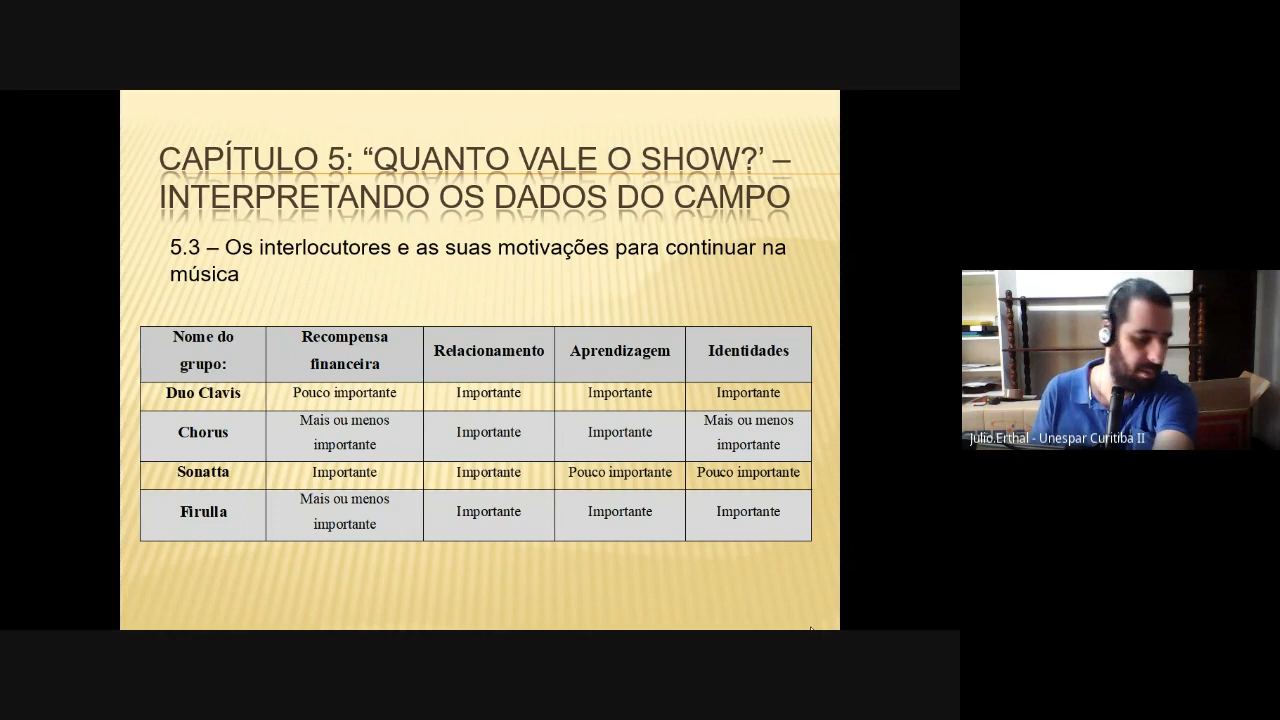 CAPÍTULO 5: “QUANTO VALE O SHOW?’ –
INTERPRETANDO OS DADOS DO CAMPO
5.3 – Os interlocutores e as suas motivações para continuar na
música
Nome do grupo: Recompensa financeira Relacionamento Aprendizagem Identidades
Duo Clavis Pouco importante Importante Importante Importante
Chorus Mais ou menos importante Importante Importante Mais ou menos importante
Sonatta Importante Importante Pouco importante Pouco importante
Firulla Mais ou menos importante Importante Importante Importante
Julio.Erthal - Unespar Curitiba II